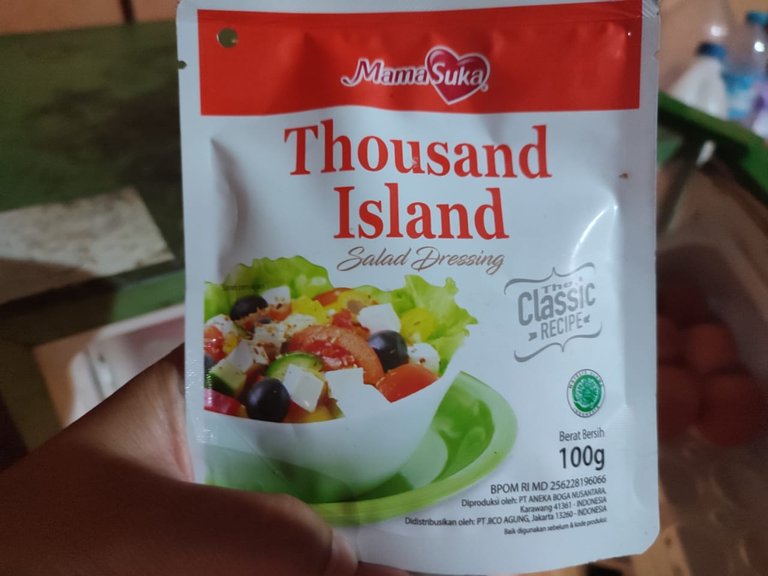 MamaSuka
Thousand
Island
Salad Dressing
The
Classic
RECIPE
Berat Bersih
100g
BPOM RI MD 256228196066
Diproduksi oleh: PT ANEKA BOGA NUSANTARA,
Karawang 41361 - INDONESIA
Didistribusikan oleh: PT JICO AGUNG, Jakarta 13260 - INDONESIA
Baik digunakan sebelum & kode produksi